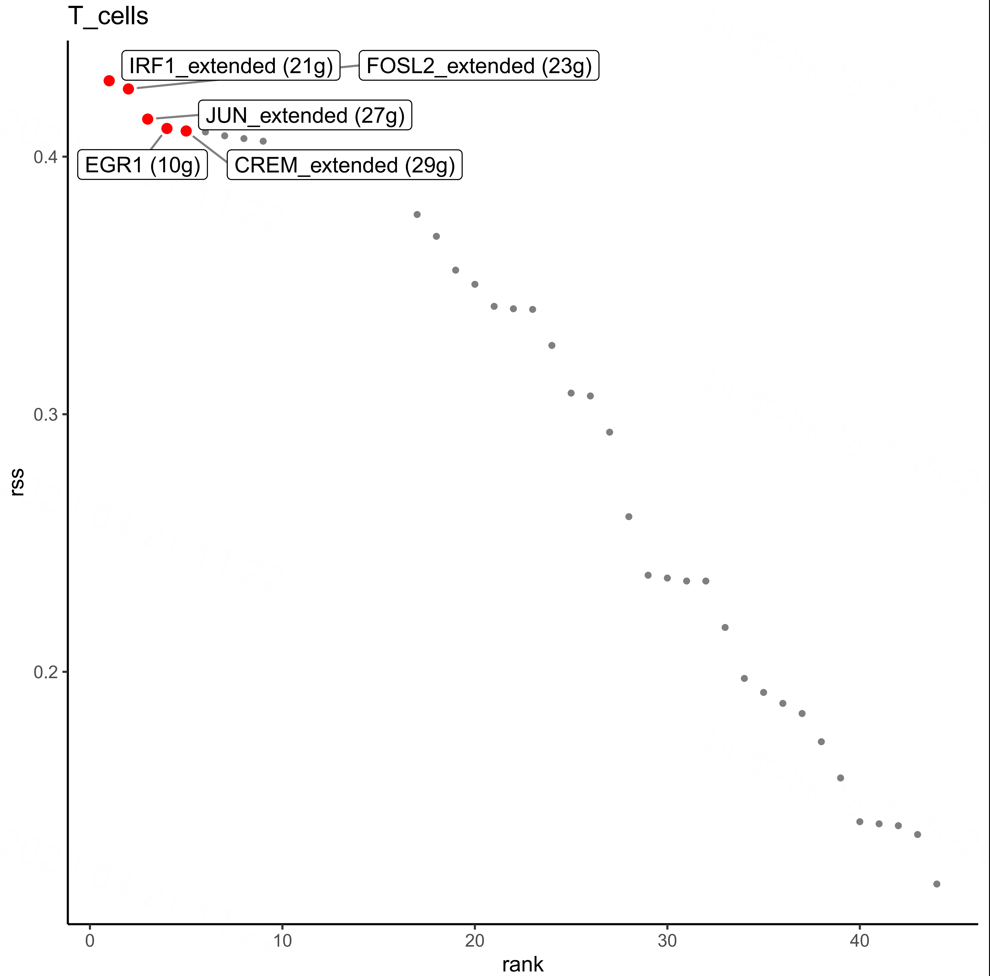 T_cells
IRF1_extended (21g)
FOSL2_extended (23g)
JUN_extended (27g)
EGR1 (10g)
CREM_extended (29g)
0.4
0.3
0.2
rss
0
10
20
30
40
rank